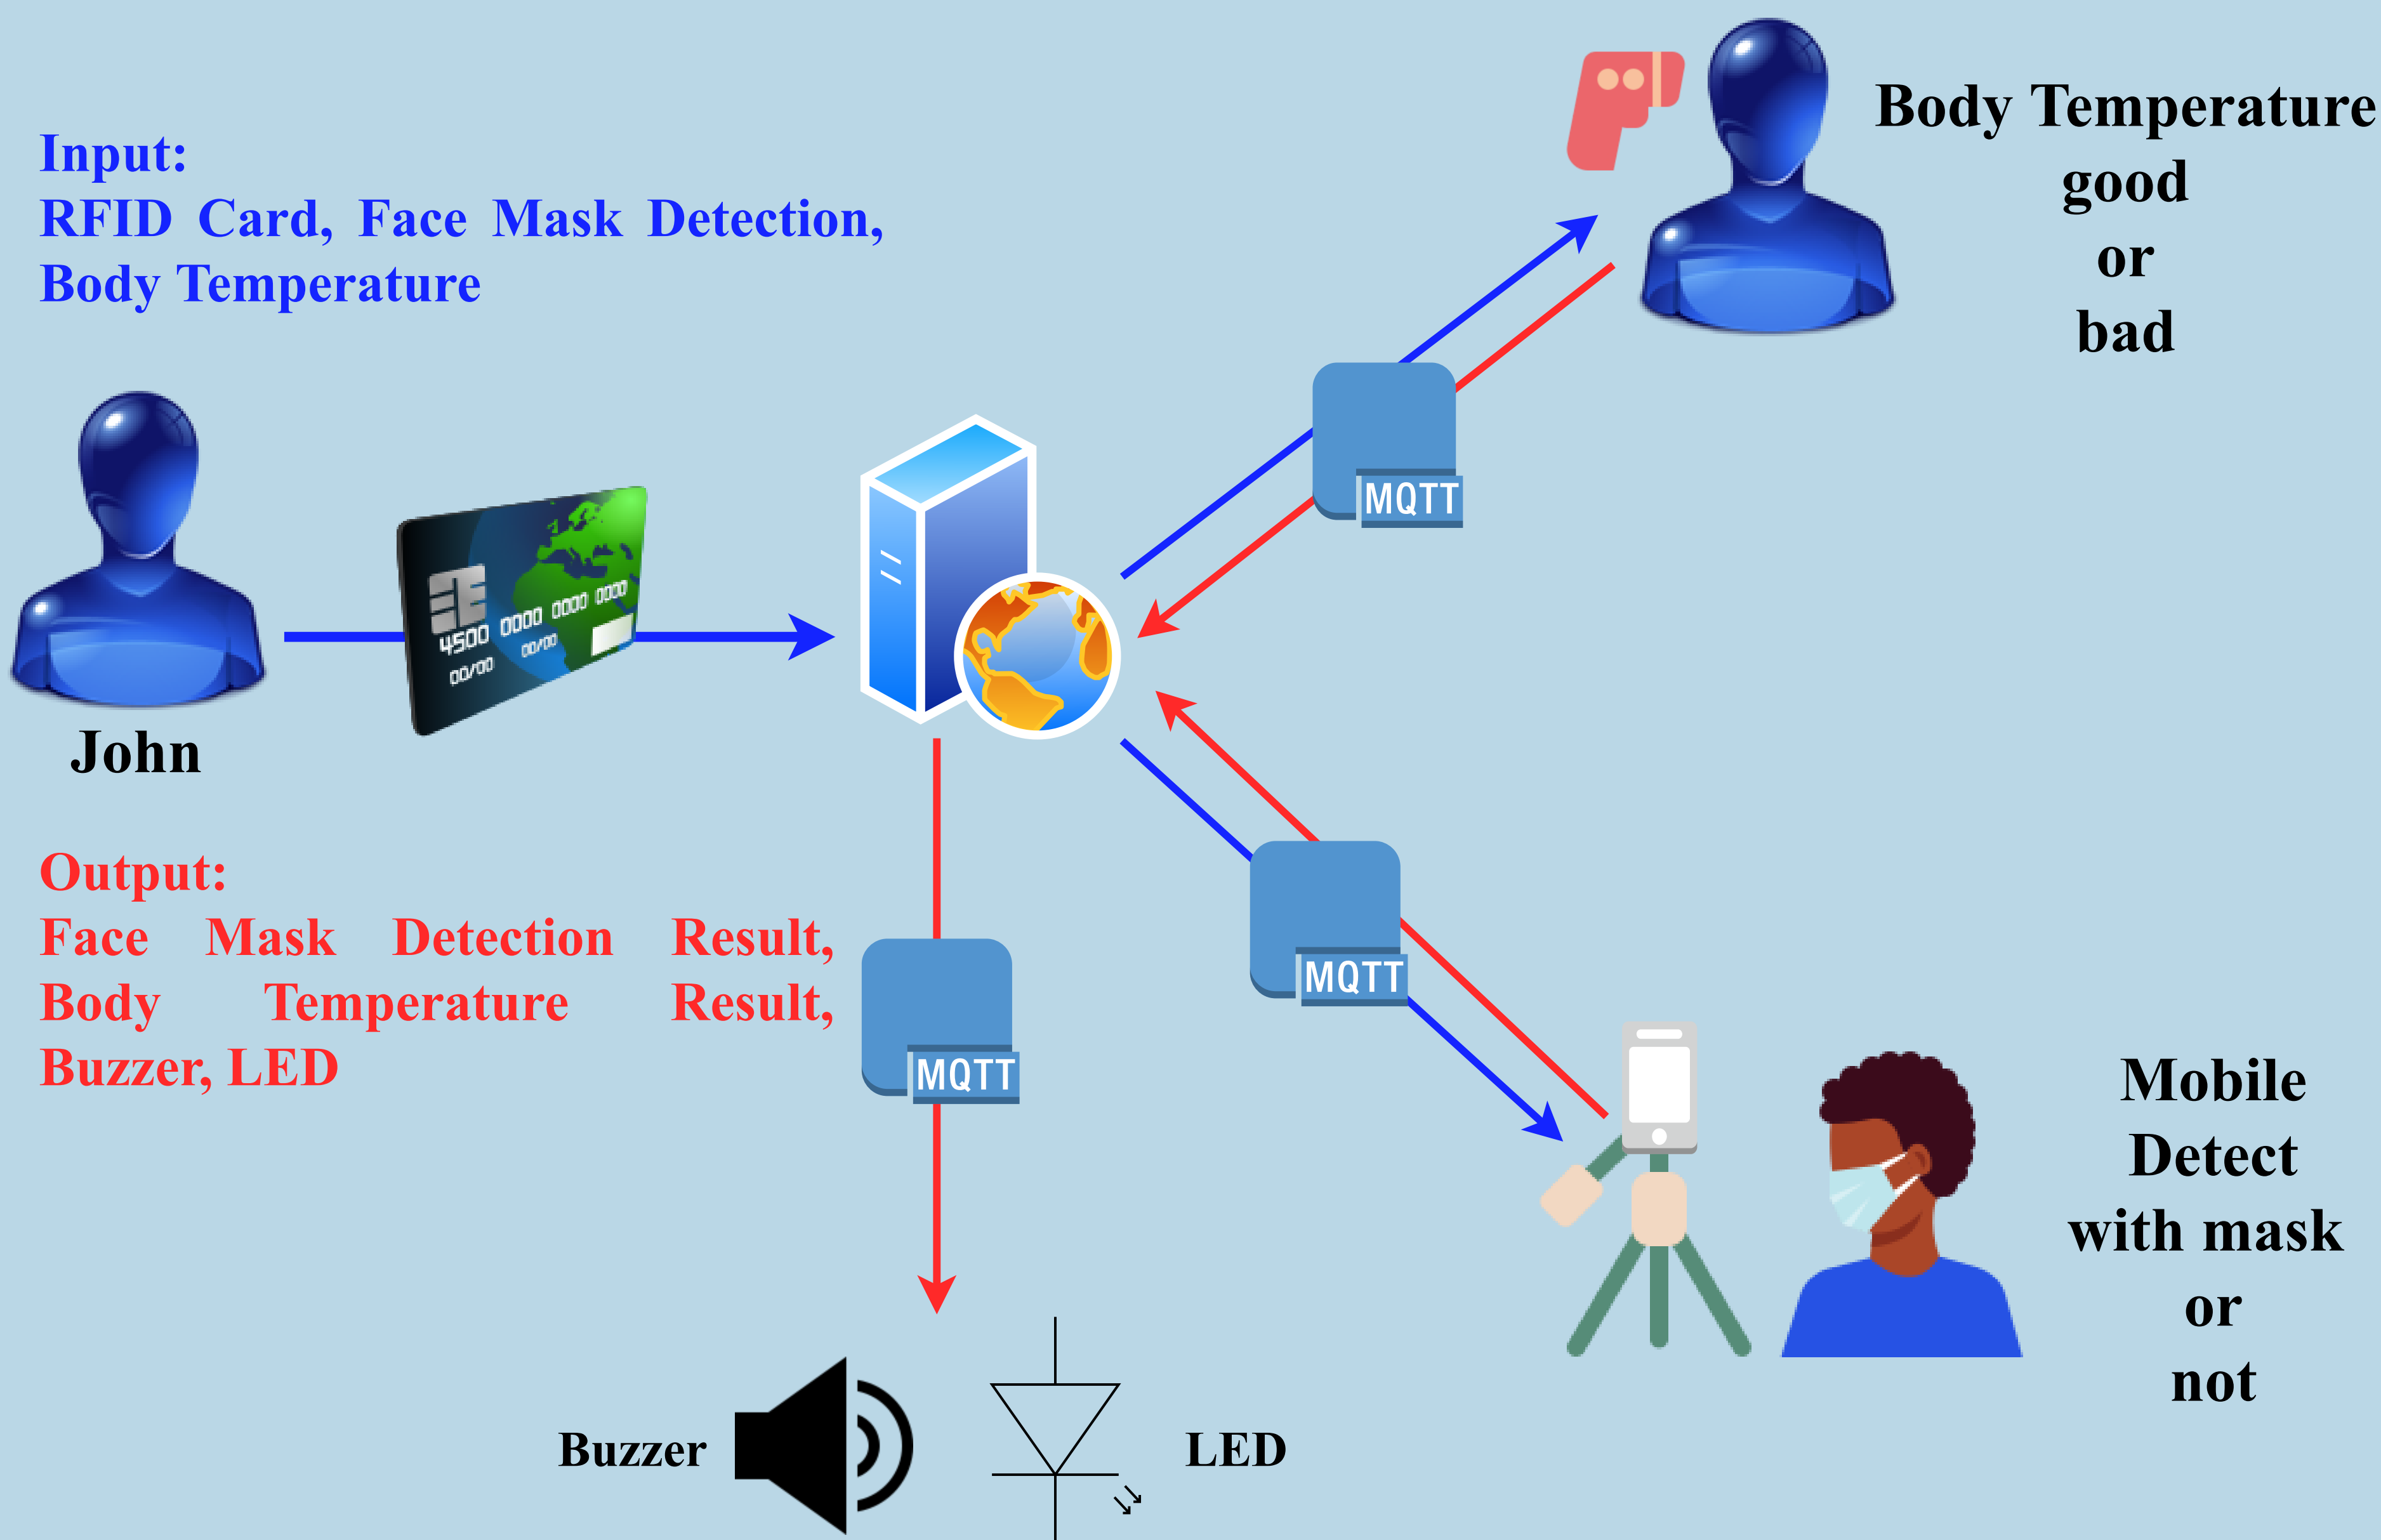 Input:
RFID Card, Face Mask Detection,
Body Temperature
John
4500 0000 0000 0000
00/00 00/00
Output:
Face Mask Detection Result,
Body Temperature Result,
Buzzer, LED
MQTT
MQTT
MQTT
Body Temperature
good
or
bad
Mobile
Detect
with mask
or
not
Buzzer
LED